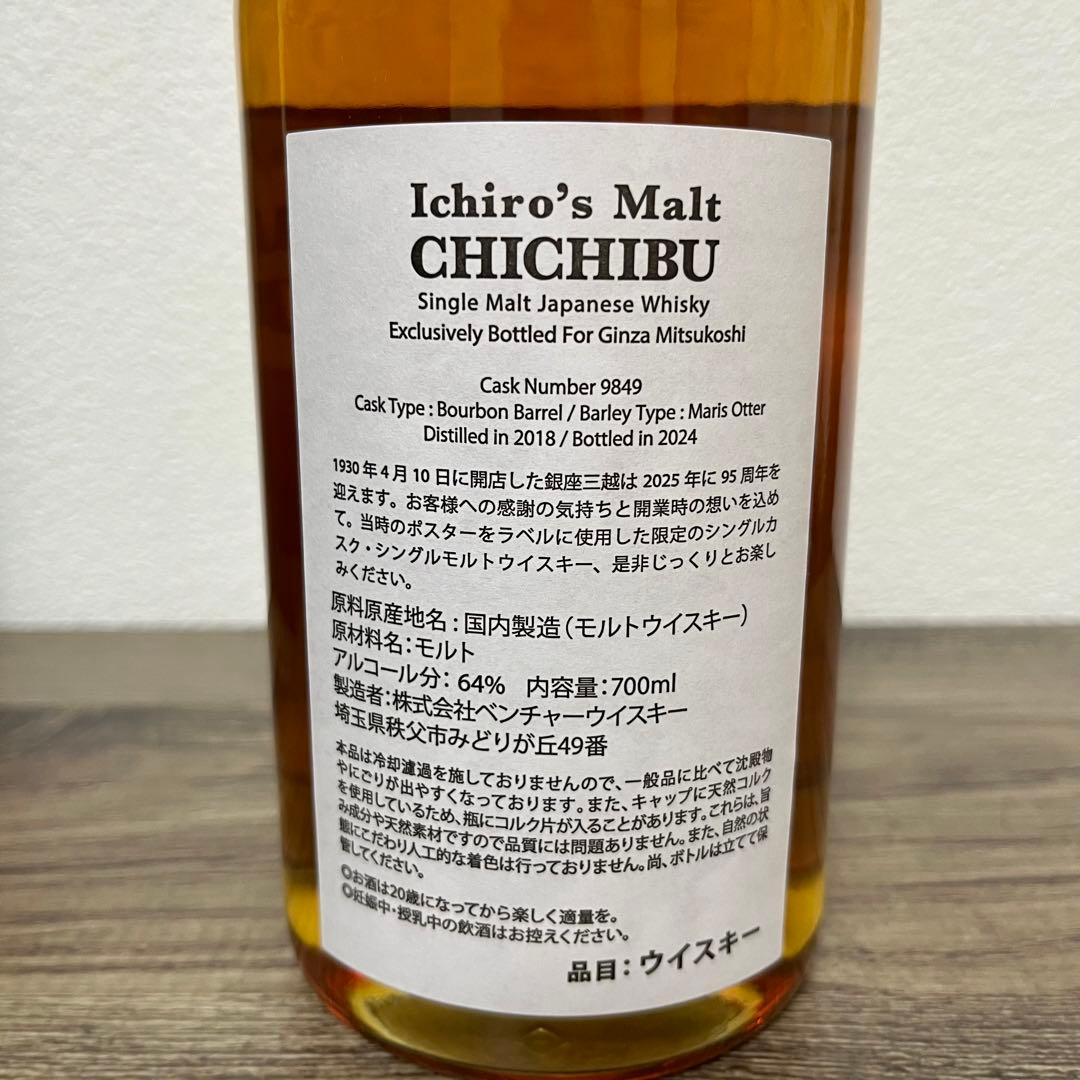 Ichiro's Malt
CHICHIBU
Single Malt Japanese Whisky
Exclusively Bottled For Ginza Mitsukoshi
Cask Number 9849
Cask Type : Bourbon Barrel / Barley Type : Maris Otter
Distilled in 2018 / Bottled in 2024
1930年4月10日に開店した銀座三越は2025年に95周年を
迎えます。お客様への感謝の気持ちと開業時の想いを込め
て。当時のポスターをラベルに使用した限定のシングルカ
スク・シングルモルトウイスキー、是非じっくりとお楽し
みください。
原料原産地名：国内製造（モルトウイスキー）
原材料名：モルト
アルコール分：64% 内容量：700ml
製造者：株式会社ベンチャーウイスキー
埼玉県秩父市みどりが丘49番
本品は冷却濾過を施しておりませんので、一般品に比べて沈殿物
やにごりが出やすくなっております。また、キャップに天然コルク
を使用しているため、瓶にコルク片が入ることがあります。これらは、旨
み成分や天然素材ですので品質には問題ありません。また、自然の状
態にこだわり人工的な着色は行っておりません。尚、ボトルは立てて保
管してください。
◎お酒は20歳になってから楽しく適量を。
◎妊娠中・授乳中の飲酒はお控えください。
品目：ウイスキー